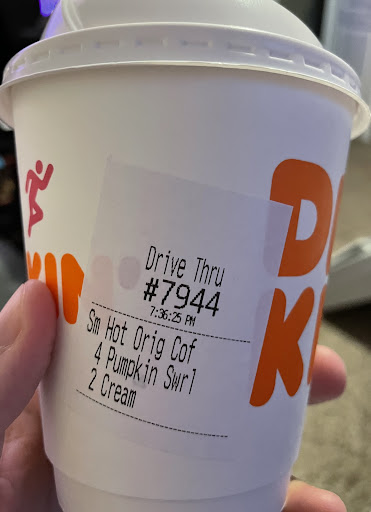 Drive Thru
#7944
7:36:25 PM
Sm Hot Orig Cof
4 Pumpkin Swrl
2 Cream
D
K